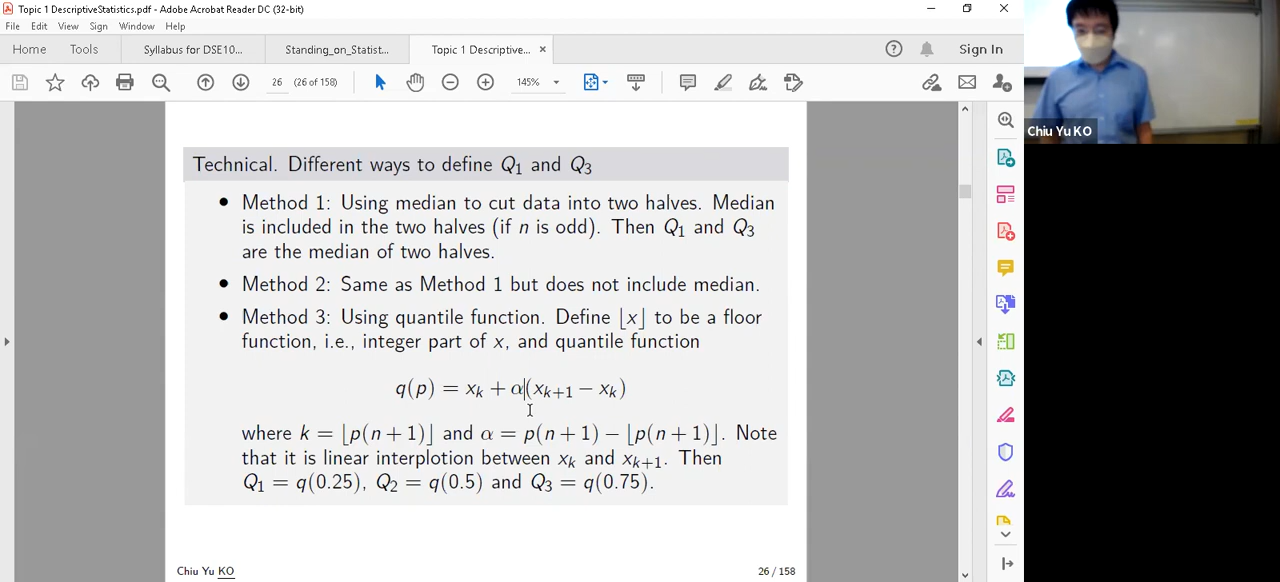 Topic 1 DescriptiveStatistics.pdf - Adobe Acrobat Reader DC (32-bit)
File Edit View Sign Window Help
Home Tools Syllabus for DSE10... Standing_on_Statist... Topic 1 Descriptive... × Sign In
26 (26 of 158) 145%
Chiu Yu KO
Technical. Different ways to define Q₁ and Q₃
• Method 1: Using median to cut data into two halves. Median
is included in the two halves (if n is odd). Then Q₁ and Q₃
are the median of two halves.
• Method 2: Same as Method 1 but does not include median.
• Method 3: Using quantile function. Define ⌊x⌋ to be a floor
function, i.e., integer part of x, and quantile function
q(p) = xₖ + α(xₖ₊₁ − xₖ)
where k = ⌊p(n + 1)⌋ and α = p(n + 1) − ⌊p(n + 1)⌋. Note
that it is linear interplotion between xₖ and xₖ₊₁. Then
Q₁ = q(0.25), Q₂ = q(0.5) and Q₃ = q(0.75).
Chiu Yu KO 26 / 158